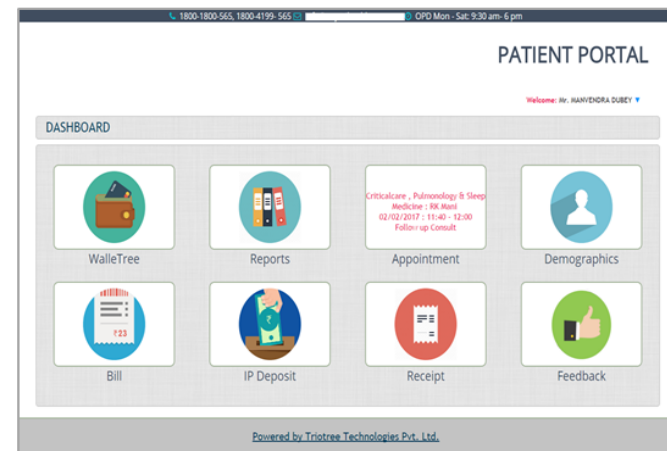 1800-1800-565, 1800-4199- 565 OPD Mon - Sat: 9:30 am- 6 pm
PATIENT PORTAL
Welcome: Mr. MANVENDRA DUBEY
DASHBOARD
Criticalcare , Pulmonology & Sleep
Medicine : RK Mani
02/02/2017 : 11:40 - 12:00
Follow up Consult
WalleTree Reports Appointment Demographics
₹23
Bill IP Deposit Receipt Feedback
Powered by Triotree Technologies Pvt. Ltd.